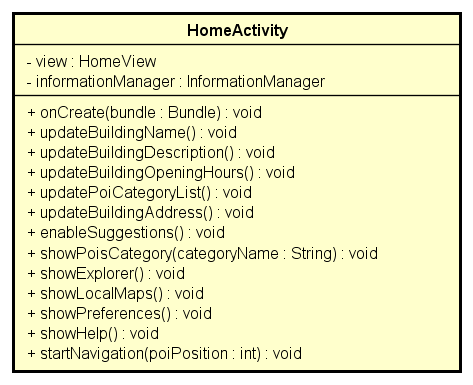 HomeActivity
- view : HomeView
- informationManager : InformationManager
+ onCreate(bundle : Bundle) : void
+ updateBuildingName() : void
+ updateBuildingDescription() : void
+ updateBuildingOpeningHours() : void
+ updatePoiCategoryList() : void
+ updateBuildingAddress() : void
+ enableSuggestions() : void
+ showPoisCategory(categoryName : String) : void
+ showExplorer() : void
+ showLocalMaps() : void
+ showPreferences() : void
+ showHelp() : void
+ startNavigation(poiPosition : int) : void